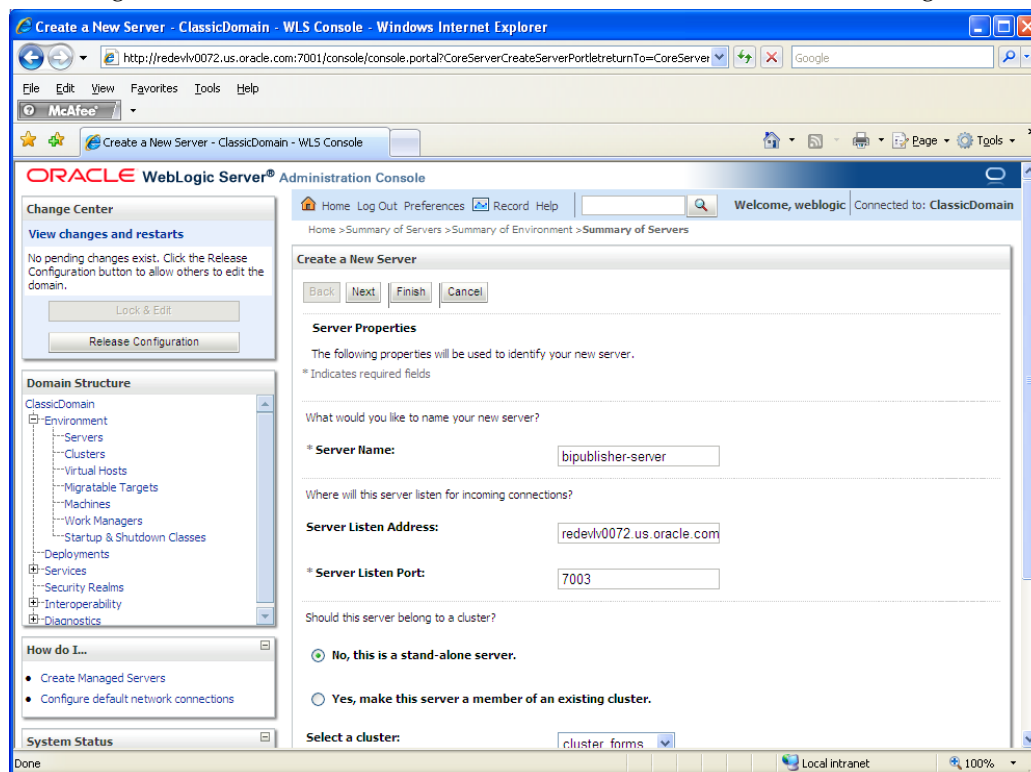 Create a New Server - ClassicDomain - WLS Console - Windows Internet Explorer
http://redevlv0072.us.oracle.com:7001/console/console.portal?CoreServerCreateServerPortletreturnTo=CoreServer
Google
File Edit View Favorites Tools Help
McAfee
Create a New Server - ClassicDomain - WLS Console
Page Tools
ORACLE WebLogic Server® Administration Console
Change Center
View changes and restarts
No pending changes exist. Click the Release
Configuration button to allow others to edit the
domain.
Lock & Edit
Release Configuration
Domain Structure
ClassicDomain
Environment
Servers
Clusters
Virtual Hosts
Migratable Targets
Machines
Work Managers
Startup & Shutdown Classes
Deployments
Services
Security Realms
Interoperability
Diagnostics
How do I...
Create Managed Servers
Configure default network connections
System Status
Home Log Out Preferences Record Help
Welcome, weblogic Connected to: ClassicDomain
Home >Summary of Servers >Summary of Environment >Summary of Servers
Create a New Server
Back Next Finish Cancel
Server Properties
The following properties will be used to identify your new server.
* Indicates required fields
What would you like to name your new server?
* Server Name: bipublisher-server
Where will this server listen for incoming connections?
Server Listen Address: redevlv0072.us.oracle.com
* Server Listen Port: 7003
Should this server belong to a cluster?
No, this is a stand-alone server.
Yes, make this server a member of an existing cluster.
Select a cluster: cluster_forms
Done
Local intranet
100%